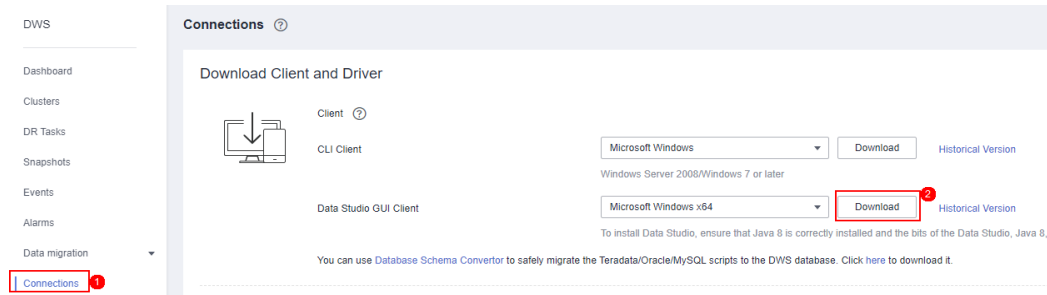 DWS
Connections ?
Dashboard
Clusters
DR Tasks
Snapshots
Events
Alarms
Data migration
Connections 1
Download Client and Driver
Client ?
CLI Client
Microsoft Windows
Download
Historical Version
Windows Server 2008/Windows 7 or later
Data Studio GUI Client
Microsoft Windows x64
Download 2
Historical Version
To install Data Studio, ensure that Java 8 is correctly installed and the bits of the Data Studio, Java 8,
You can use Database Schema Convertor to safely migrate the Teradata/Oracle/MySQL scripts to the DWS database. Click here to download it.